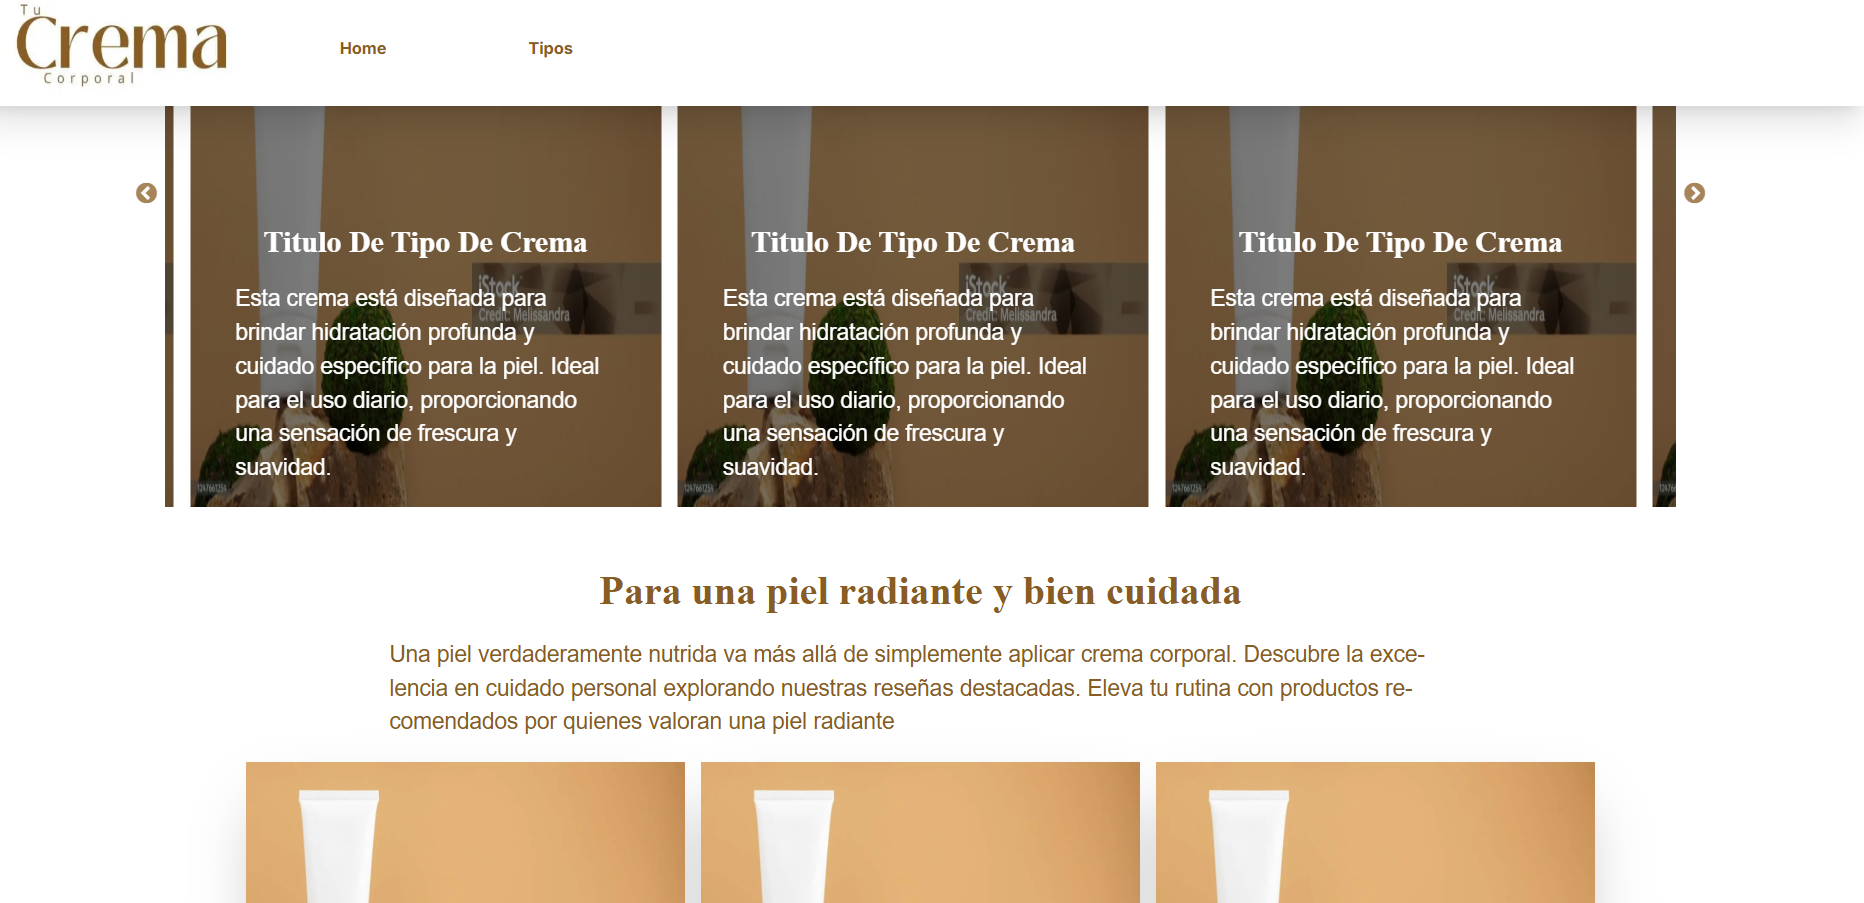 Tu
Crema
Corporal
Home
Tipos
Titulo De Tipo De Crema
iStock
Credit: Melissandra
Esta crema está diseñada para
brindar hidratación profunda y
cuidado específico para la piel. Ideal
para el uso diario, proporcionando
una sensación de frescura y
suavidad.
1247661254
Titulo De Tipo De Crema
iStock
Credit: Melissandra
Esta crema está diseñada para
brindar hidratación profunda y
cuidado específico para la piel. Ideal
para el uso diario, proporcionando
una sensación de frescura y
suavidad.
1247661254
Titulo De Tipo De Crema
iStock
Credit: Melissandra
Esta crema está diseñada para
brindar hidratación profunda y
cuidado específico para la piel. Ideal
para el uso diario, proporcionando
una sensación de frescura y
suavidad.
1247661254
Para una piel radiante y bien cuidada
Una piel verdaderamente nutrida va más allá de simplemente aplicar crema corporal. Descubre la exce-
lencia en cuidado personal explorando nuestras reseñas destacadas. Eleva tu rutina con productos re-
comendados por quienes valoran una piel radiante